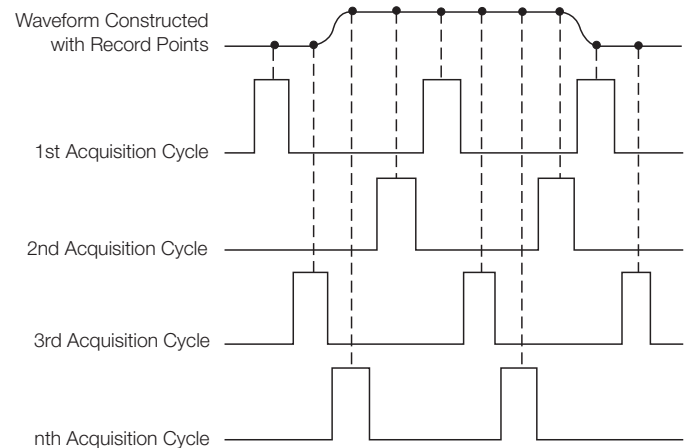 Waveform Constructed
with Record Points
1st Acquisition Cycle
2nd Acquisition Cycle
3rd Acquisition Cycle
nth Acquisition Cycle